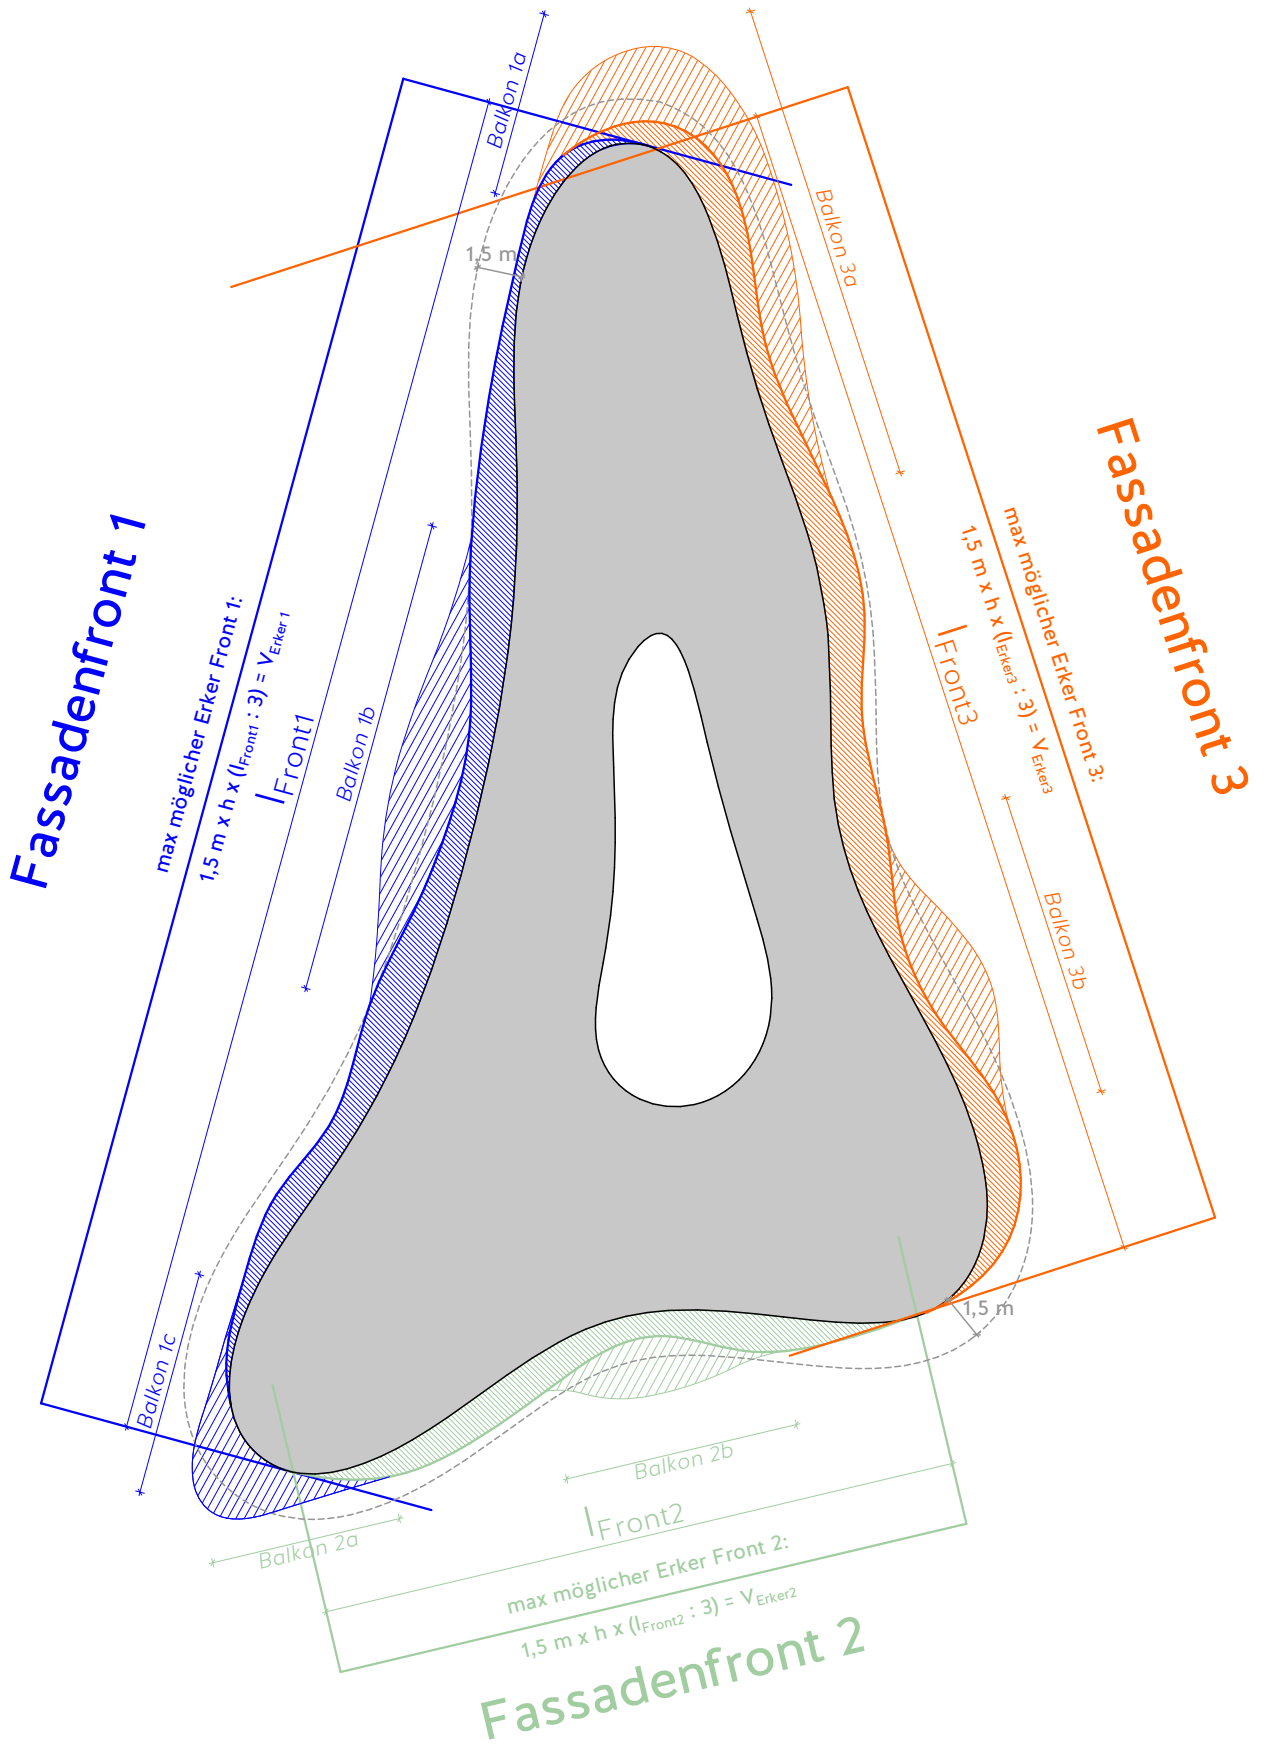 Balkon 1a
1,5 m
Balkon 3a
Fassadenfront 1
max möglicher Erker Front 1:
1,5 m x h x (lFront1 : 3) = VErker 1
lFront1
Balkon 1b
Balkon 1c
Fassadenfront 3
max möglicher Erker Front 3:
1,5 m x h x (lErker3 : 3) = VErker3
lFront3
Balkon 3b
1,5 m
Balkon 2b
Balkon 2a
lFront2
max möglicher Erker Front 2:
1,5 m x h x (lFront2 : 3) = VErker2
Fassadenfront 2